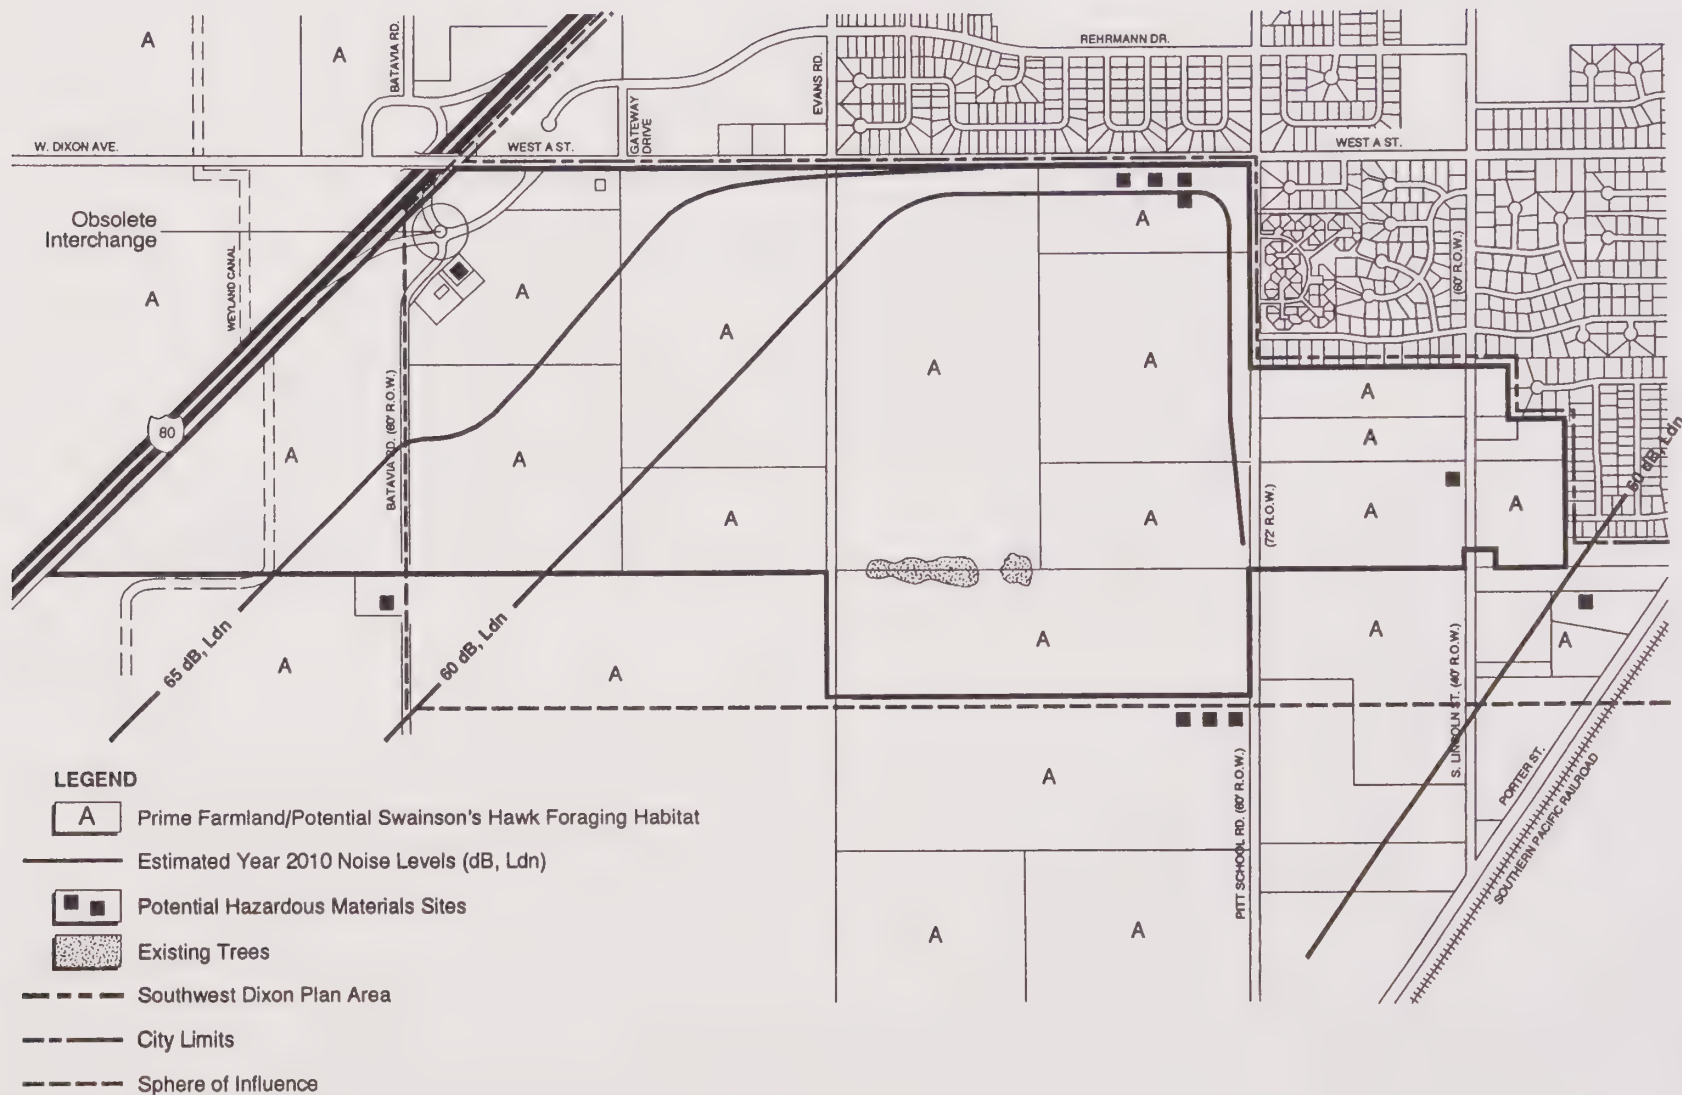 BATAVIA RD.
A
A
REHRMANN DR.
EVANS RD.
GATEWAY
DRIVE
W. DIXON AVE.
WEST A ST.
WEST A ST.
Obsolete
Interchange
WEYLAND CANAL
A
A
A
(60' R.O.W.)
A
A
A
A
A
80
A
BATAVIA RD. (60' R.O.W.)
A
A
A
(72' R.O.W.)
A
A
60 dB, Ldn
65 dB, Ldn
60 dB, Ldn
A
A
A
A
A
S. LINCOLN ST. (40' R.O.W.)
PORTER ST.
SOUTHERN PACIFIC RAILROAD
A
PITT SCHOOL RD. (60' R.O.W.)
A
A
LEGEND
A Prime Farmland/Potential Swainson's Hawk Foraging Habitat
Estimated Year 2010 Noise Levels (dB, Ldn)
Potential Hazardous Materials Sites
Existing Trees
Southwest Dixon Plan Area
City Limits
Sphere of Influence